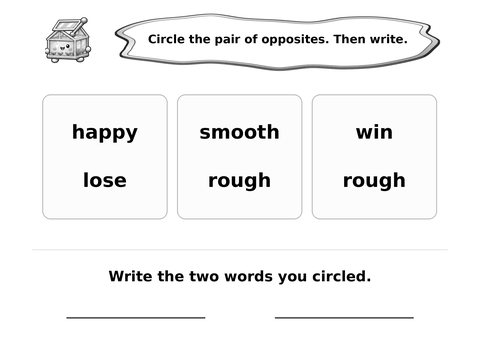 Circle the pair of opposites. Then write.
happy
lose
smooth
rough
win
rough
Write the two words you circled.